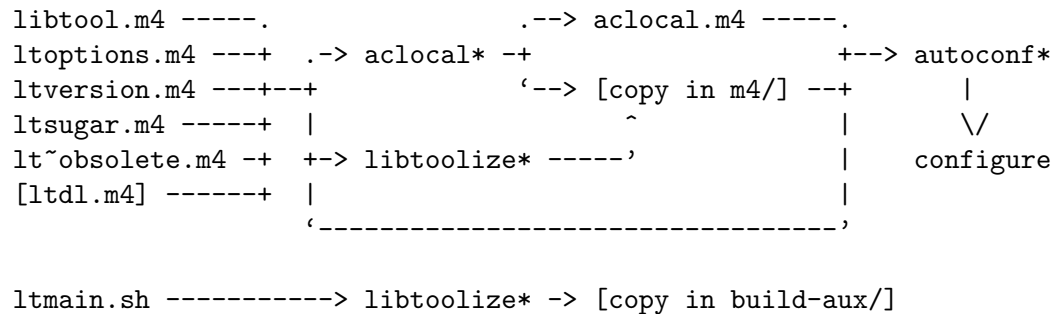 libtool.m4 -----.                .--> aclocal.m4 -----.
ltoptions.m4 ---+  .-> aclocal* -+                    +--> autoconf*
ltversion.m4 ---+--+             ‘--> [copy in m4/] --+       |
ltsugar.m4 -----+  |                    ^             |       \/
lt~obsolete.m4 -+  +-> libtoolize* -----’             |    configure
[ltdl.m4] ------+  |                                  |
                   ‘----------------------------------’
ltmain.sh -----------> libtoolize* -> [copy in build-aux/]